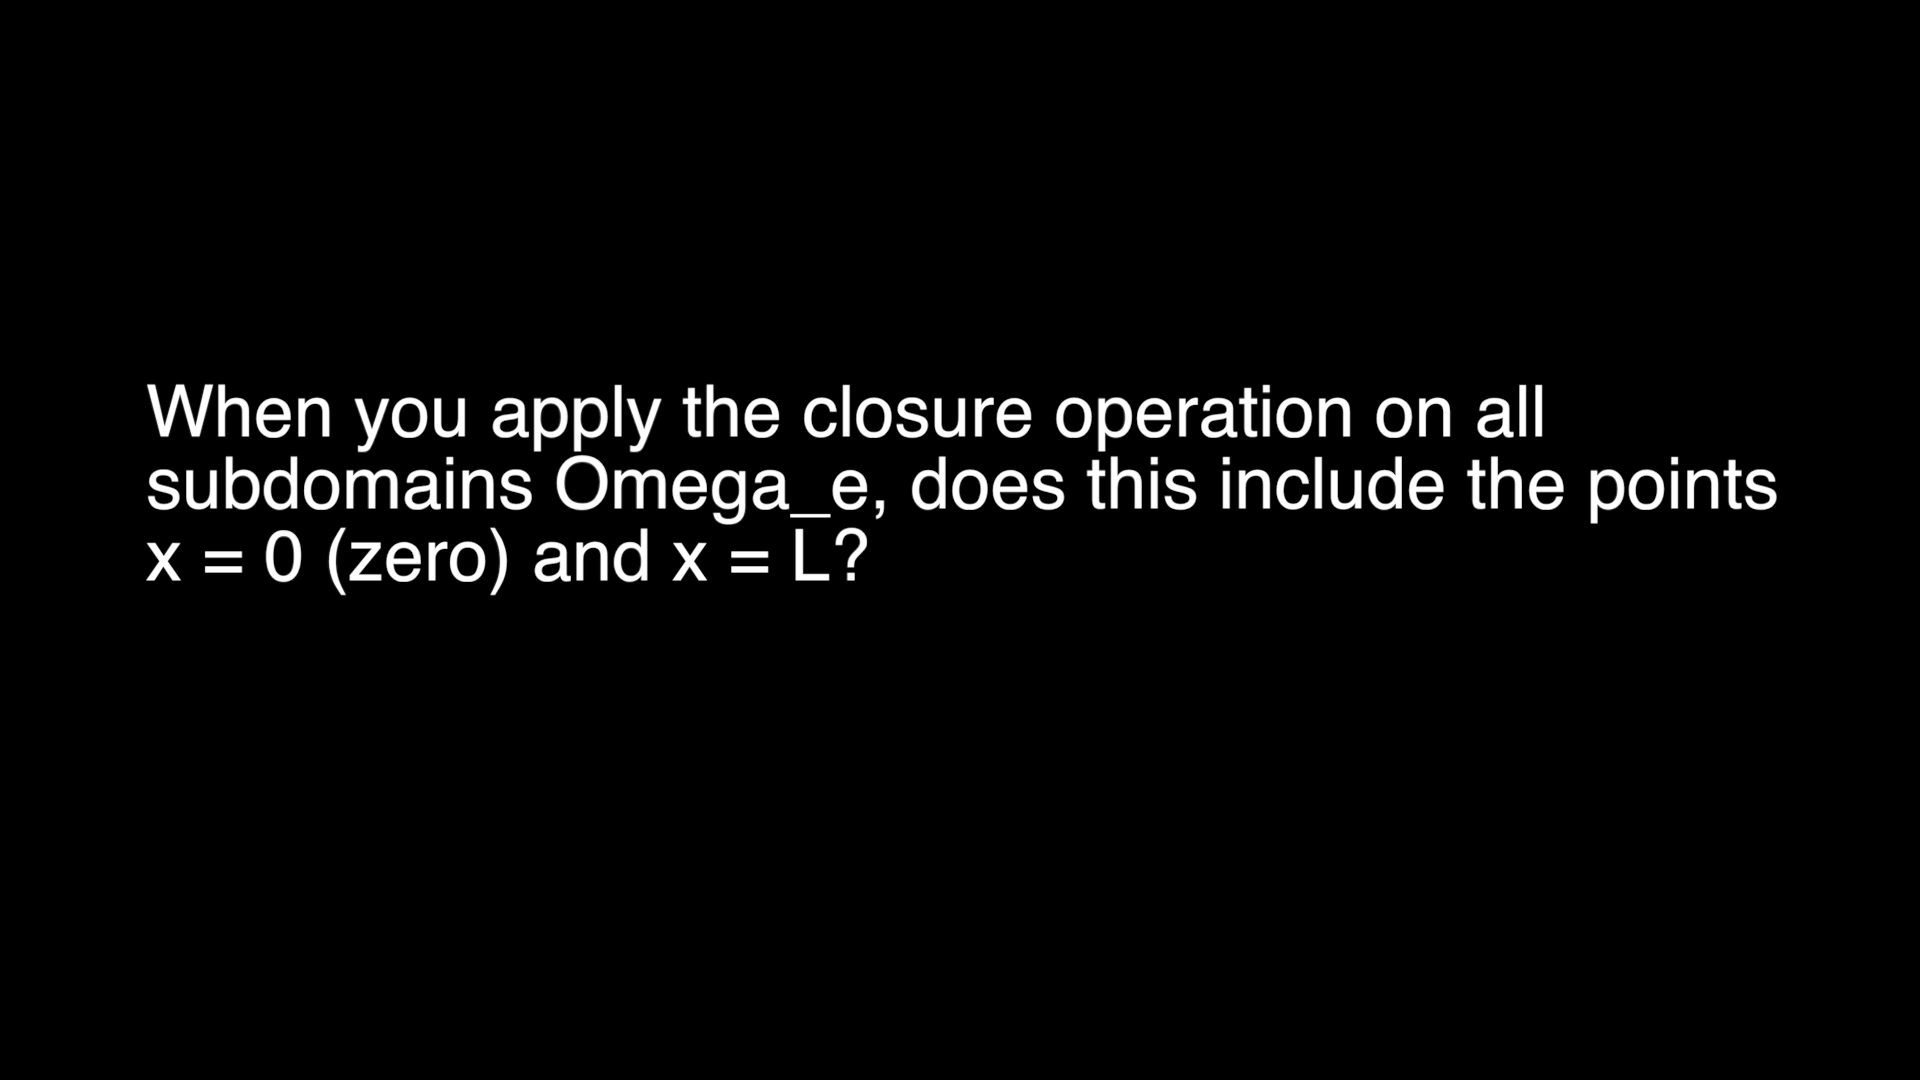 When you apply the closure operation on all
subdomains Omega_e, does this include the points
x = 0 (zero) and x = L?